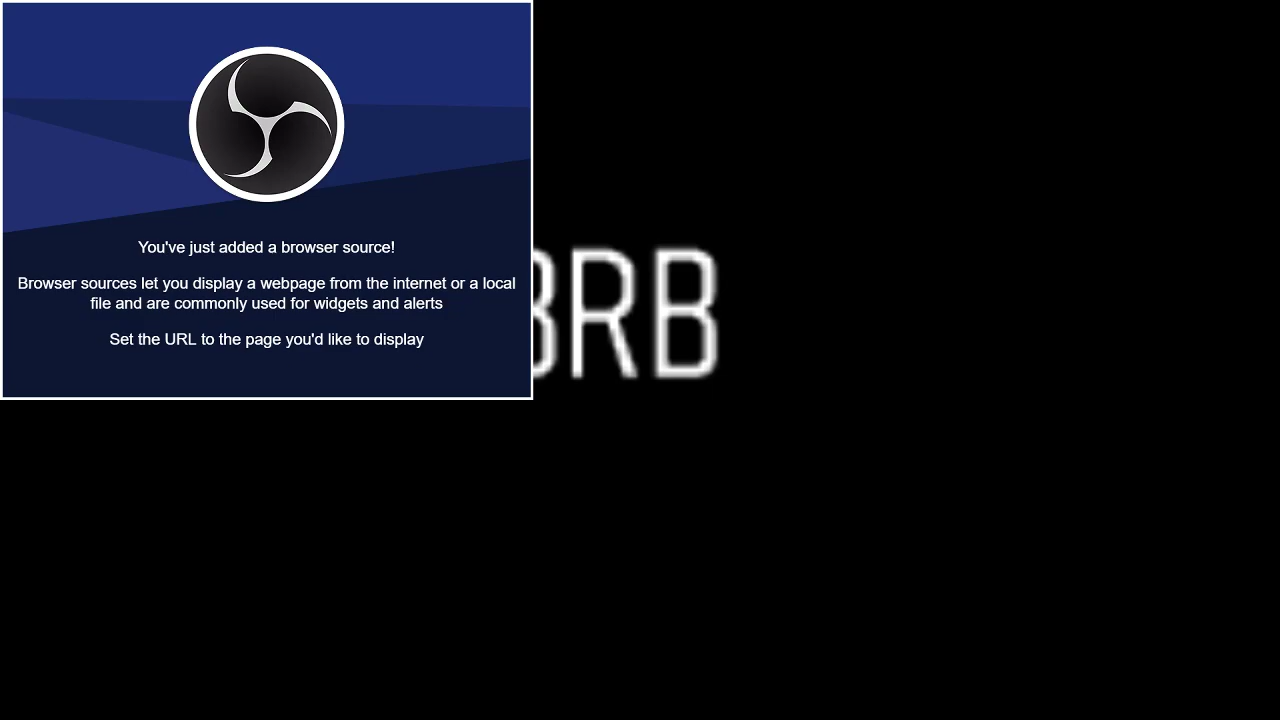 You've just added a browser source!
Browser sources let you display a webpage from the internet or a local
file and are commonly used for widgets and alerts
Set the URL to the page you'd like to display
BRB